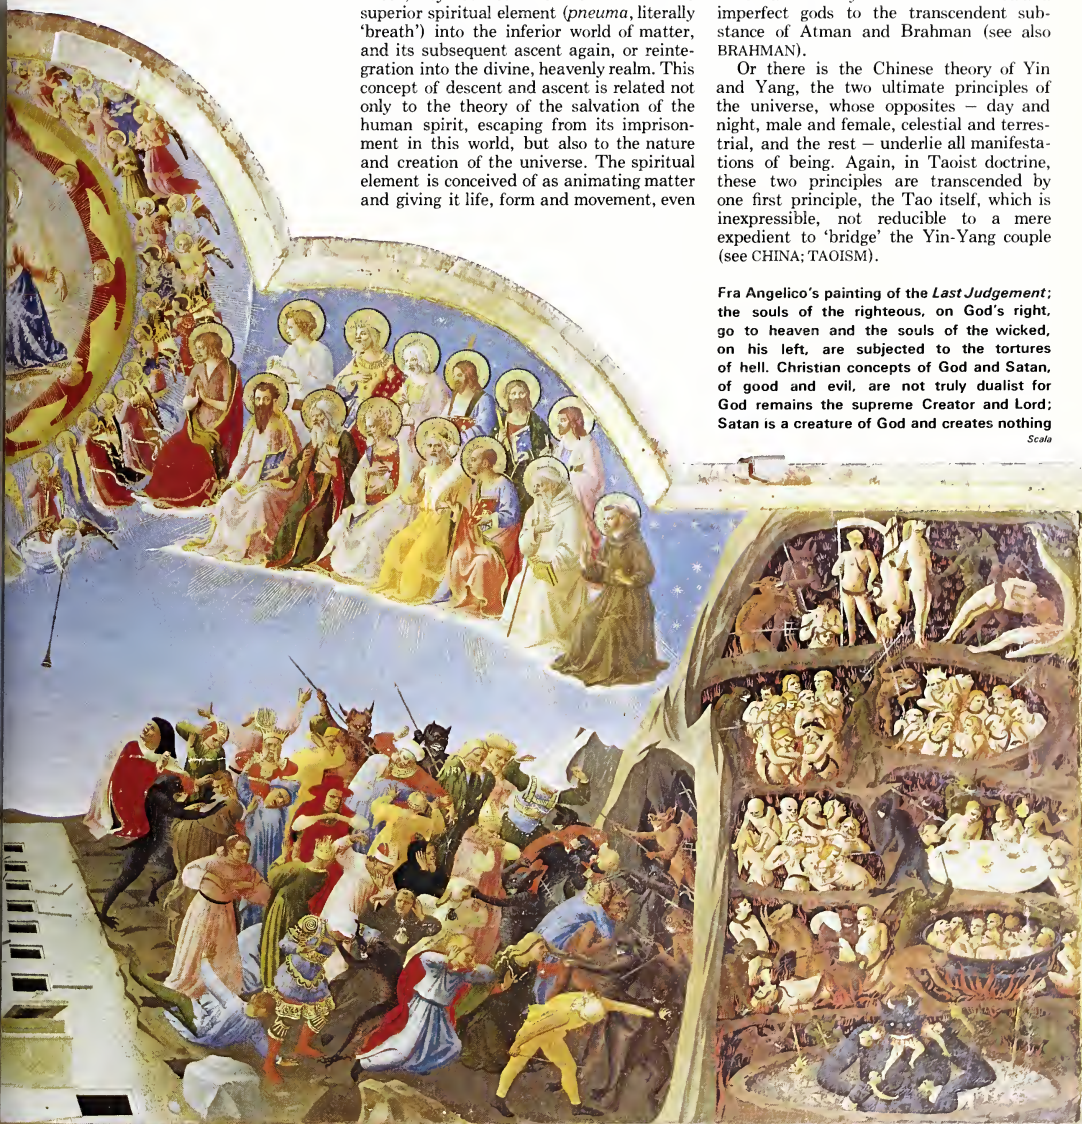 superior spiritual element (pneuma, literally
‘breath’) into the inferior world of matter,
and its subsequent ascent again, or reinte-
gration into the divine, heavenly realm. This
concept of descent and ascent is related not
only to the theory of the salvation of the
human spirit, escaping from its imprison-
ment in this world, but also to the nature
and creation of the universe. The spiritual
element is conceived of as animating matter
and giving it life, form and movement, even
imperfect gods to the transcendent sub-
stance of Atman and Brahman (see also
BRAHMAN).
Or there is the Chinese theory of Yin
and Yang, the two ultimate principles of
the universe, whose opposites — day and
night, male and female, celestial and terres-
trial, and the rest — underlie all manifesta-
tions of being. Again, in Taoist doctrine,
these two principles are transcended by
one first principle, the Tao itself, which is
inexpressible, not reducible to a mere
expedient to ‘bridge’ the Yin-Yang couple
(see CHINA; TAOISM).
Fra Angelico's painting of the Last Judgement;
the souls of the righteous, on God's right,
go to heaven and the souls of the wicked,
on his left, are subjected to the tortures
of hell. Christian concepts of God and Satan,
of good and evil, are not truly dualist for
God remains the supreme Creator and Lord;
Satan is a creature of God and creates nothing
Scala